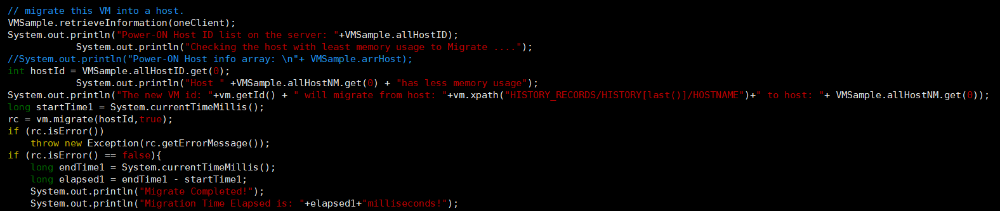 // migrate this VM into a host.
VMSample.retrieveInformation(oneClient);
System.out.println("Power-ON Host ID list on the server: "+VMSample.allHostID);
            System.out.println("Checking the host with least memory usage to Migrate ....");
//System.out.println("Power-ON Host info array: \n"+ VMSample.arrHost);
int hostId = VMSample.allHostID.get(0);
            System.out.println("Host " +VMSample.allHostNM.get(0) + "has less memory usage");
System.out.println("The new VM id: "+vm.getId() + " will migrate from host: "+vm.xpath("HISTORY_RECORDS/HISTORY[last()]/HOSTNAME")+" to host: "+ VMSample.allHostNM.get(0));
long startTime1 = System.currentTimeMillis();
rc = vm.migrate(hostId,true);
if (rc.isError())
    throw new Exception(rc.getErrorMessage());
if (rc.isError() == false){
    long endTime1 = System.currentTimeMillis();
    long elapsed1 = endTime1 - startTime1;
    System.out.println("Migrate Completed!");
    System.out.println("Migration Time Elapsed is: "+elapsed1+"milliseconds!");